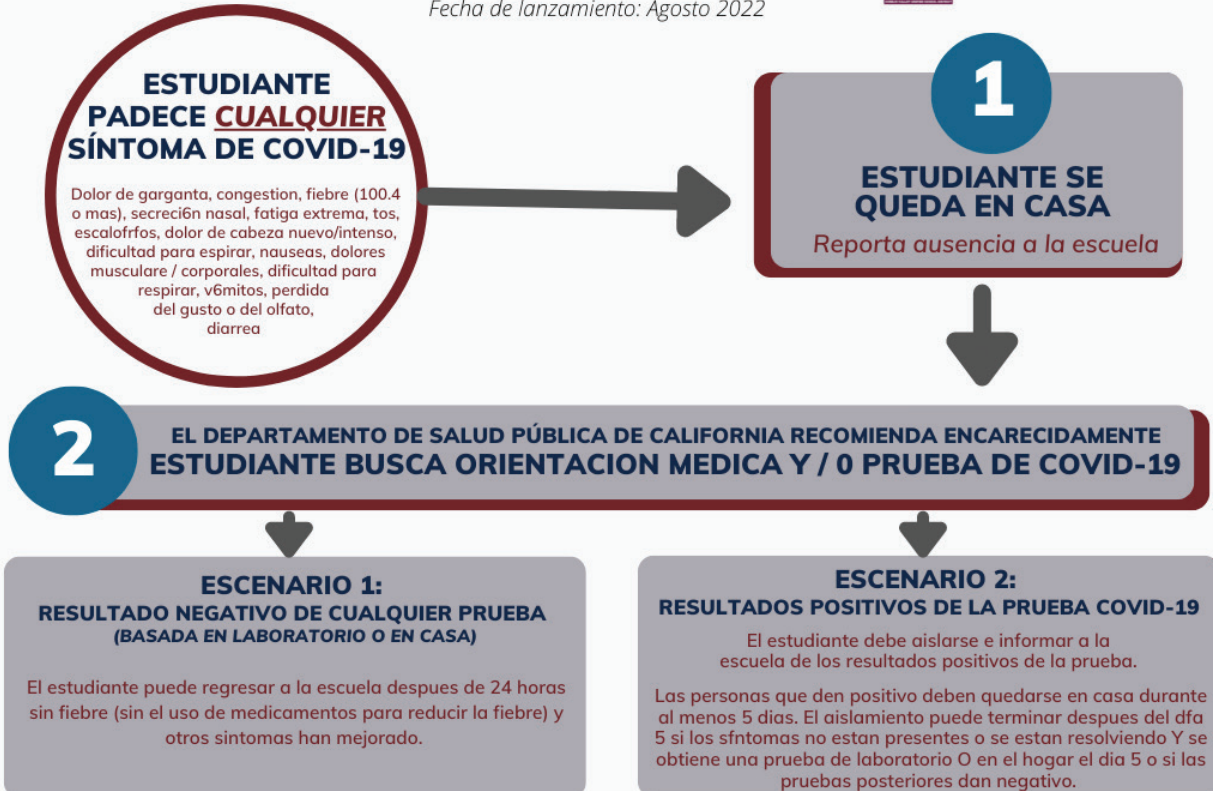 Fecha de lanzamiento: Agosto 2022
ESTUDIANTE
PADECE CUALQUIER
SÍNTOMA DE COVID-19
Dolor de garganta, congestion, fiebre (100.4
o mas), secreci6n nasal, fatiga extrema, tos,
escalofrfos, dolor de cabeza nuevo/intenso,
dificultad para espirar, nauseas, dolores
musculare / corporales, dificultad para
respirar, v6mitos, perdida
del gusto o del olfato,
diarrea
1
ESTUDIANTE SE
QUEDA EN CASA
Reporta ausencia a la escuela
2
EL DEPARTAMENTO DE SALUD PÚBLICA DE CALIFORNIA RECOMIENDA ENCARECIDAMENTE
ESTUDIANTE BUSCA ORIENTACION MEDICA Y / 0 PRUEBA DE COVID-19
ESCENARIO 1:
RESULTADO NEGATIVO DE CUALQUIER PRUEBA
(BASADA EN LABORATORIO O EN CASA)
El estudiante puede regresar a la escuela despues de 24 horas
sin fiebre (sin el uso de medicamentos para reducir la fiebre) y
otros sintomas han mejorado.
ESCENARIO 2:
RESULTADOS POSITIVOS DE LA PRUEBA COVID-19
El estudiante debe aislarse e informar a la
escuela de los resultados positivos de la prueba.
Las personas que den positivo deben quedarse en casa durante
al menos 5 dias. El aislamiento puede terminar despues del dfa
5 si los sfntomas no estan presentes o se estan resolviendo Y se
obtiene una prueba de laboratorio O en el hogar el dia 5 o si las
pruebas posteriores dan negativo.